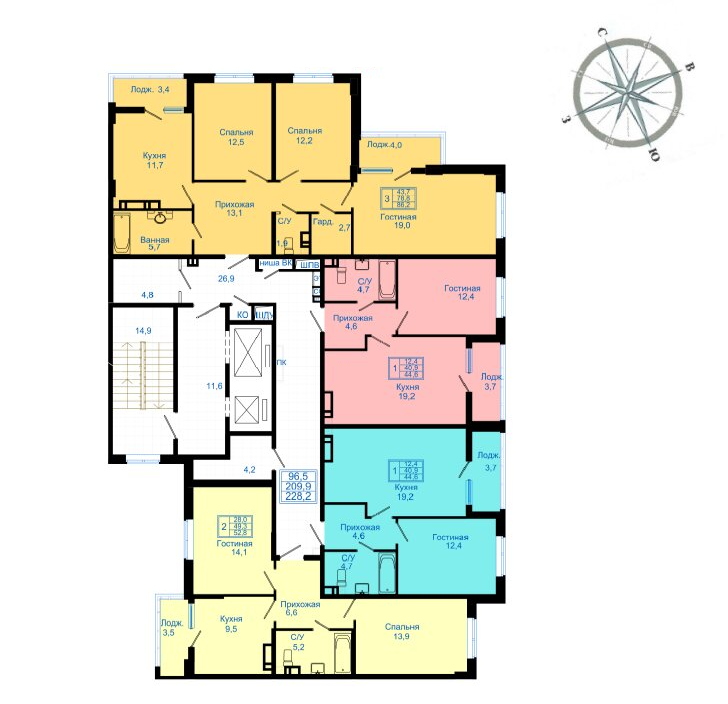 С
В
З
Ю
Лодж. 3,4
Спальня
12,5
Спальня
12,2
Кухня
11,7
Лодж.4,0
Прихожая
13,1
С/У
1,9
Гард.
2,7
3
43,7
78,8
86,2
Гостиная
19,0
Ванная
5,7
26,9
ниша ВК
ШПВ
4,8
КО
ШДУ
С/У
4,7
Гостиная
12,4
Прихожая
4,6
14,9
11,6
ПК
1
12,4
40,9
44,6
Кухня
19,2
Лодж.
3,7
4,2
96,5
209,9
228,2
1
12,4
40,9
44,6
Кухня
19,2
Лодж.
3,7
Прихожая
4,6
Гостиная
12,4
С/У
4,7
2
28,0
49,3
52,8
Гостиная
14,1
Прихожая
6,6
Лодж.
3,5
Кухня
9,5
С/У
5,2
Спальня
13,9